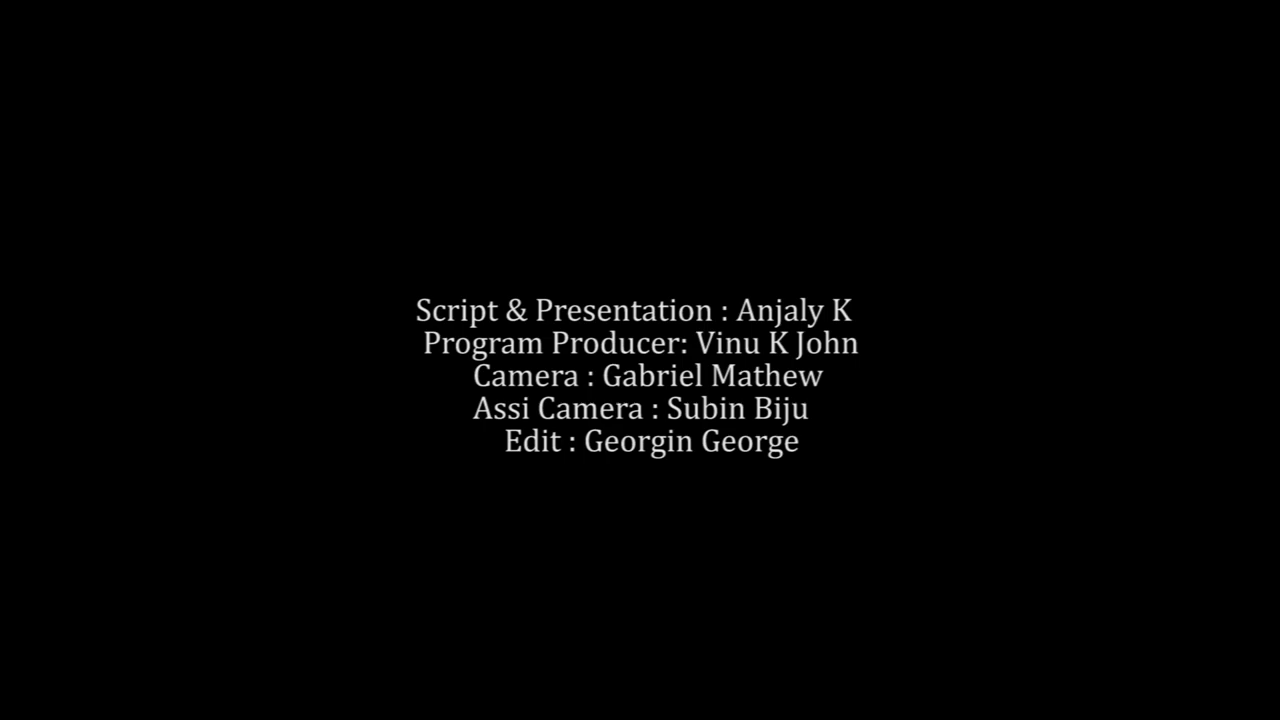 Script & Presentation : Anjaly K
Program Producer: Vinu K John
Camera : Gabriel Mathew
Assi Camera : Subin Biju
Edit : Georgin George